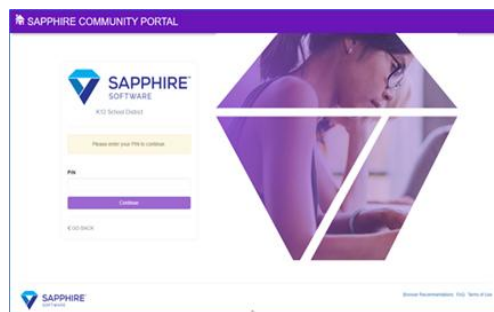 SAPPHIRE COMMUNITY PORTAL
SAPPHIRE™
SOFTWARE
K12 School District
Please enter your PIN to continue
PIN
Continue
GO BACK
SAPPHIRE
SOFTWARE
Browser Recommendations FAQ Terms of Use